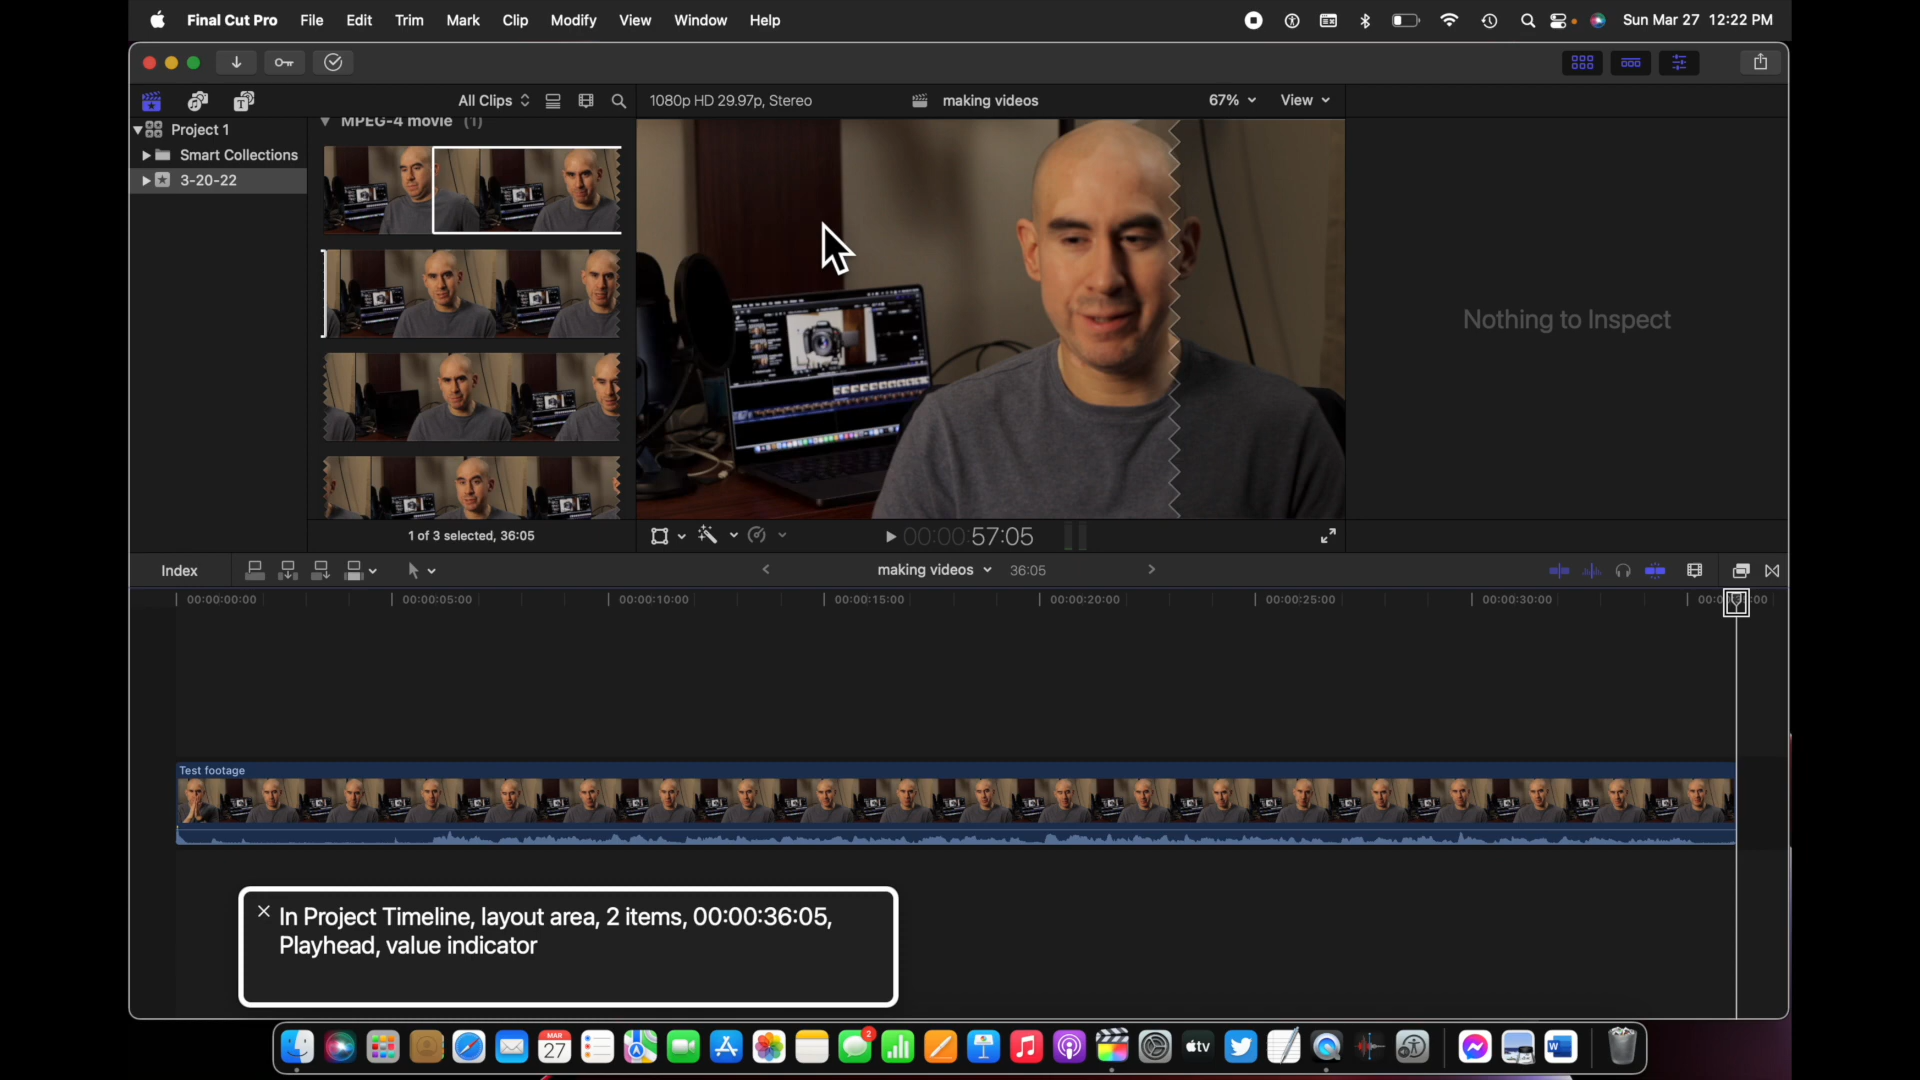 Final Cut Pro File Edit Trim Mark Clip Modify View Window Help Sun Mar 27 12:22 PM
All Clips 1080p HD 29.97p, Stereo making videos 67% View
Project 1
Smart Collections
3-20-22
MPEG-4 movie (1)
Nothing to Inspect
1 of 3 selected, 36:05
00:00:57:05
Index making videos 36:05
00:00:00:00 00:00:05:00 00:00:10:00 00:00:15:00 00:00:20:00 00:00:25:00 00:00:30:00
Test footage
In Project Timeline, layout area, 2 items, 00:00:36:05,
Playhead, value indicator
MAR
27
2
tv
W